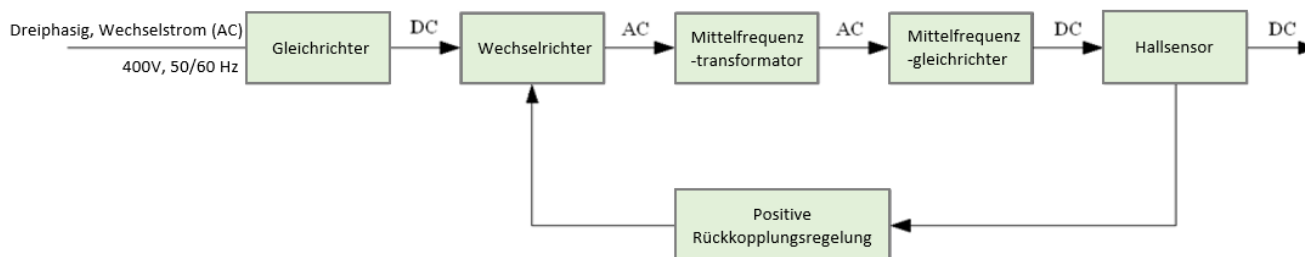 Dreiphasig, Wechselstrom (AC)
400V, 50/60 Hz
Gleichrichter
DC
Wechselrichter
AC
Mittelfrequenz
-transformator
AC
Mittelfrequenz
-gleichrichter
DC
Hallsensor
DC
Positive
Rückkopplungsregelung